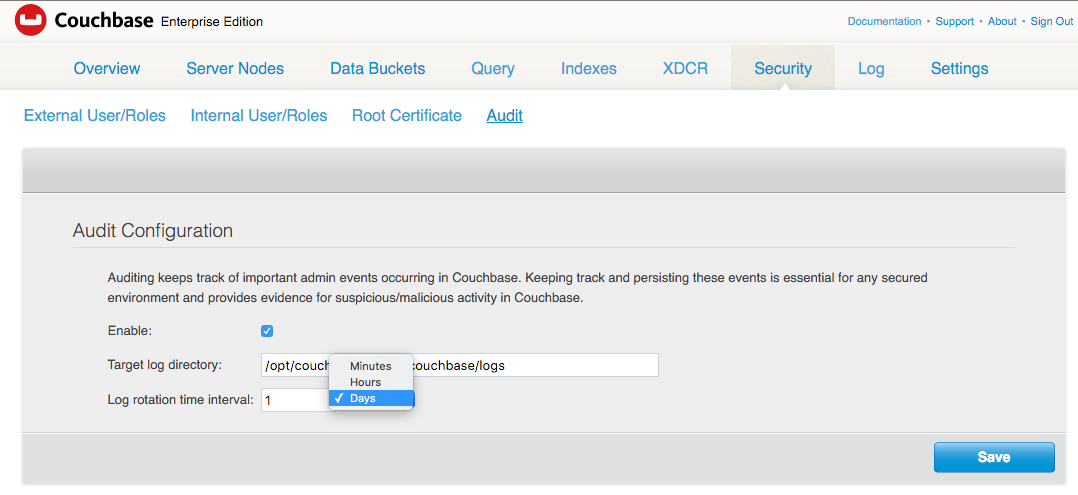 Couchbase Enterprise Edition
Documentation • Support • About • Sign Out
Overview Server Nodes Data Buckets Query Indexes XDCR Security Log Settings
External User/Roles Internal User/Roles Root Certificate Audit
Audit Configuration
Auditing keeps track of important admin events occurring in Couchbase. Keeping track and persisting these events is essential for any secured
environment and provides evidence for suspicious/malicious activity in Couchbase.
Enable:
Target log directory: /opt/couch couchbase/logs
Minutes
Hours
✓ Days
Log rotation time interval: 1
Save